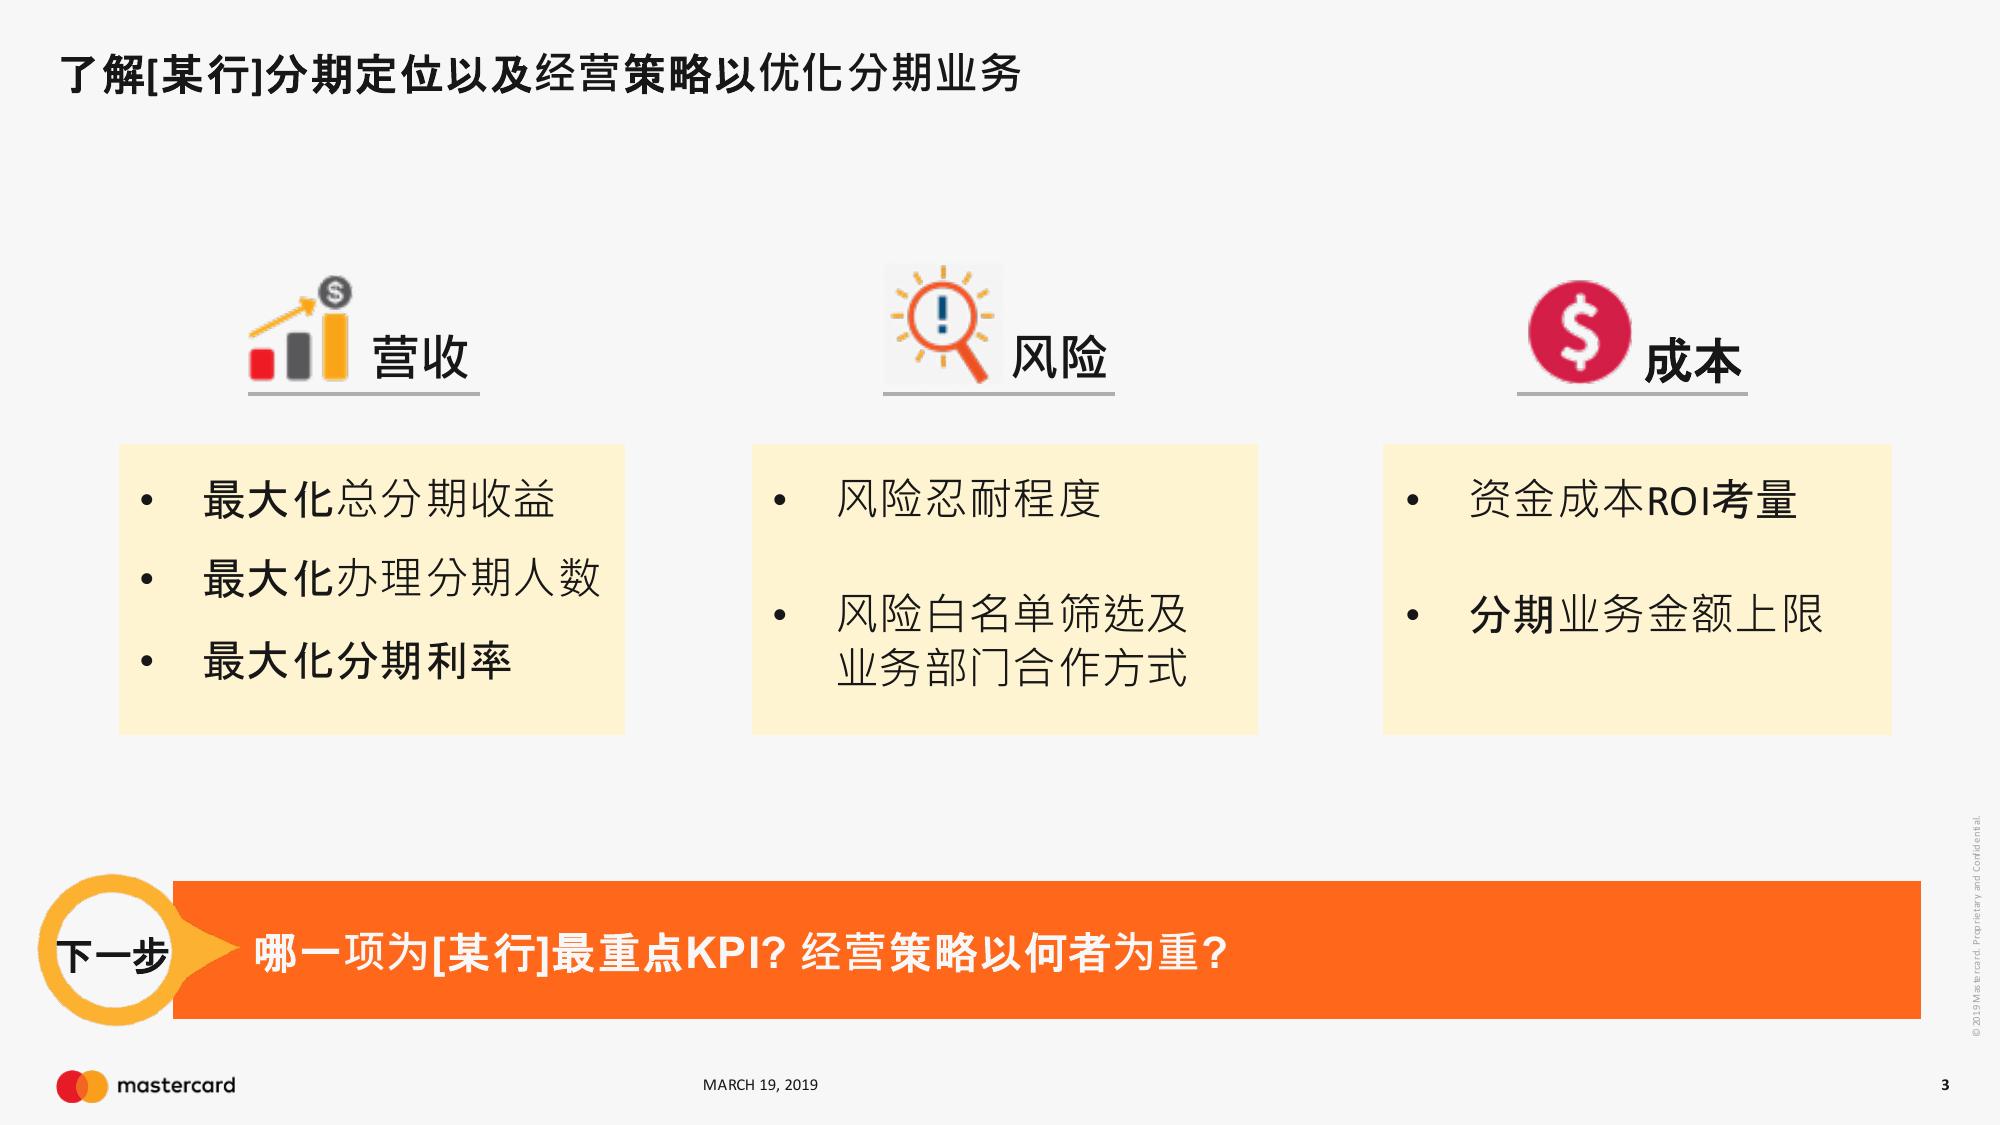 了解[某行]分期定位以及经营策略以优化分期业务
营收
风险
成本
• 最大化总分期收益
• 最大化办理分期人数
• 最大化分期利率
• 风险忍耐程度
• 风险白名单筛选及
业务部门合作方式
• 资金成本ROI考量
• 分期业务金额上限
下一步
哪一项为[某行]最重点KPI? 经营策略以何者为重?
©2019 Mastercard. Proprietary and Confidential.
mastercard
MARCH 19, 2019
3